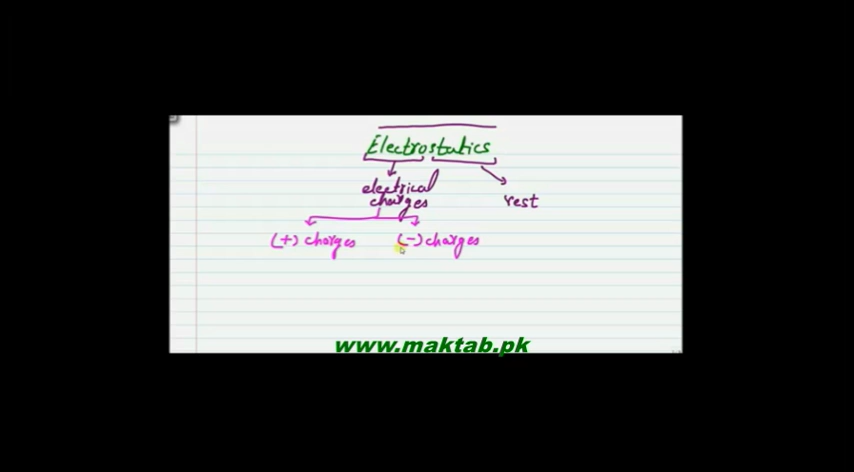 Electrostatics
electrical
charges
rest
(+) charges (-) charges
www.maktab.pk